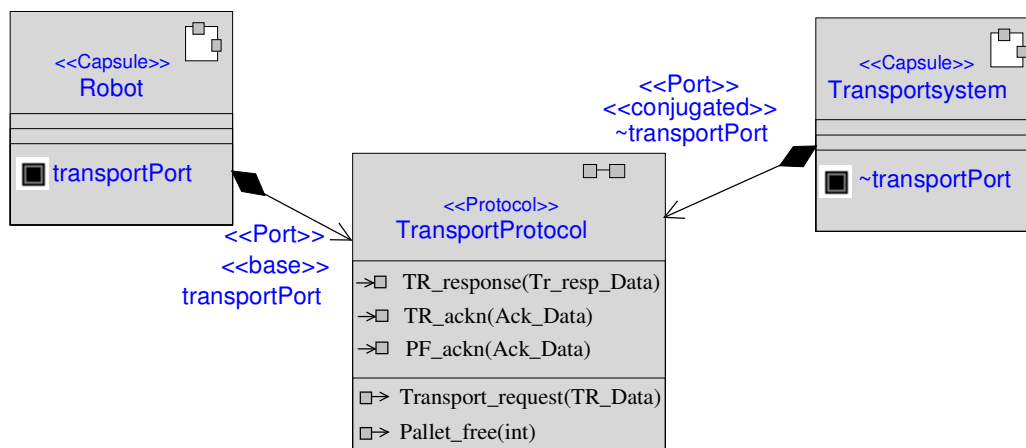 <<Capsule>>
Robot
transportPort
<<Port>>
<<base>>
transportPort
<<Protocol>>
TransportProtocol
TR_response(Tr_resp_Data)
TR_ackn(Ack_Data)
PF_ackn(Ack_Data)
Transport_request(TR_Data)
Pallet_free(int)
<<Port>>
<<conjugated>>
~transportPort
<<Capsule>>
Transportsystem
~transportPort